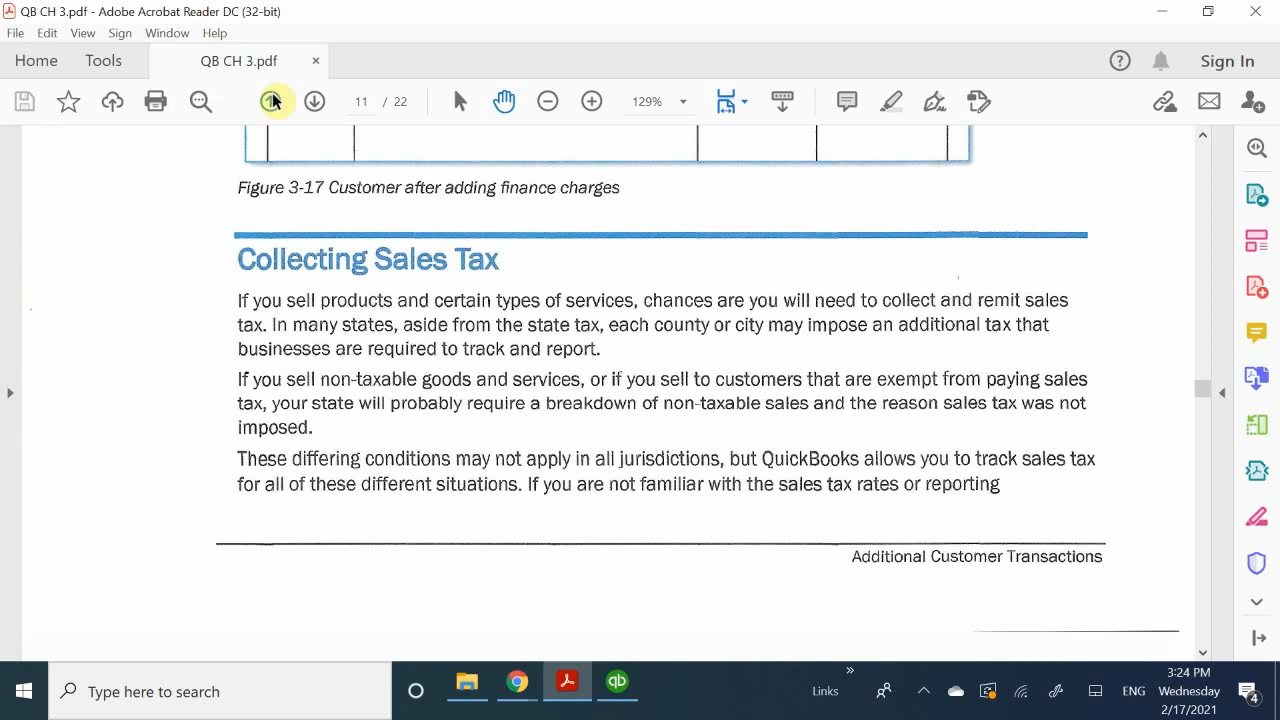 QB CH 3.pdf - Adobe Acrobat Reader DC (32-bit)
File Edit View Sign Window Help
Home Tools QB CH 3.pdf × Sign In
11 / 22 129%
Figure 3-17 Customer after adding finance charges
Collecting Sales Tax
If you sell products and certain types of services, chances are you will need to collect and remit sales
tax. In many states, aside from the state tax, each county or city may impose an additional tax that
businesses are required to track and report.
If you sell non-taxable goods and services, or if you sell to customers that are exempt from paying sales
tax, your state will probably require a breakdown of non-taxable sales and the reason sales tax was not
imposed.
These differing conditions may not apply in all jurisdictions, but QuickBooks allows you to track sales tax
for all of these different situations. If you are not familiar with the sales tax rates or reporting
Additional Customer Transactions
Type here to search
qb
Links
ENG
3:24 PM
Wednesday
2/17/2021
4